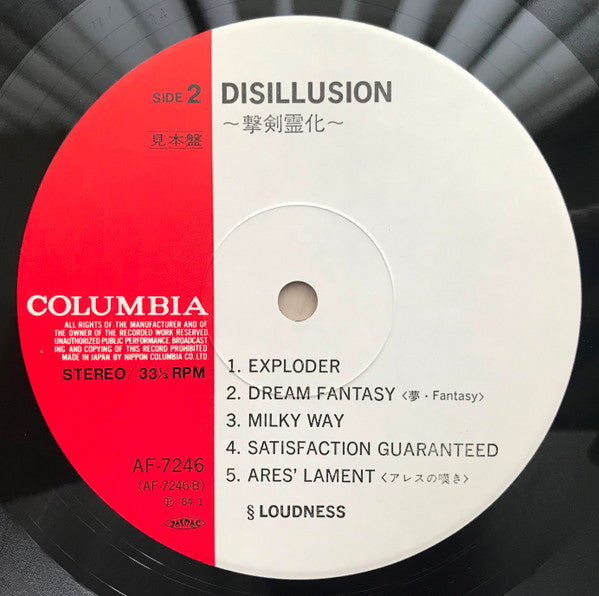 SIDE 2 DISILLUSION
～撃剣霊化～
見本盤
COLUMBIA
ALL RIGHTS OF THE MANUFACTURER AND OF
THE OWNER OF THE RECORDED WORK RESERVED
UNAUTHORIZED PUBLIC PERFORMANCE BROADCAST
ING AND COPYING OF THIS RECORD PROHIBITED
MADE IN JAPAN BY NIPPON COLUMBIA CO. LTD
STEREO/33⅓RPM
1. EXPLODER
2. DREAM FANTASY <夢・Fantasy>
3. MILKY WAY
4. SATISFACTION GUARANTEED
5. ARES' LAMENT <アレスの嘆き>
AF-7246
(AF-7246-B)
Ⓟ '84. 1
JASRAC
§ LOUDNESS